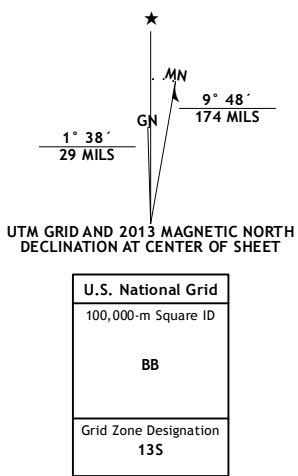 ★
MN
GN
9° 48´
174 MILS
1° 38´
29 MILS
UTM GRID AND 2013 MAGNETIC NORTH
DECLINATION AT CENTER OF SHEET
U.S. National Grid
100,000-m Square ID
BB
Grid Zone Designation
13S